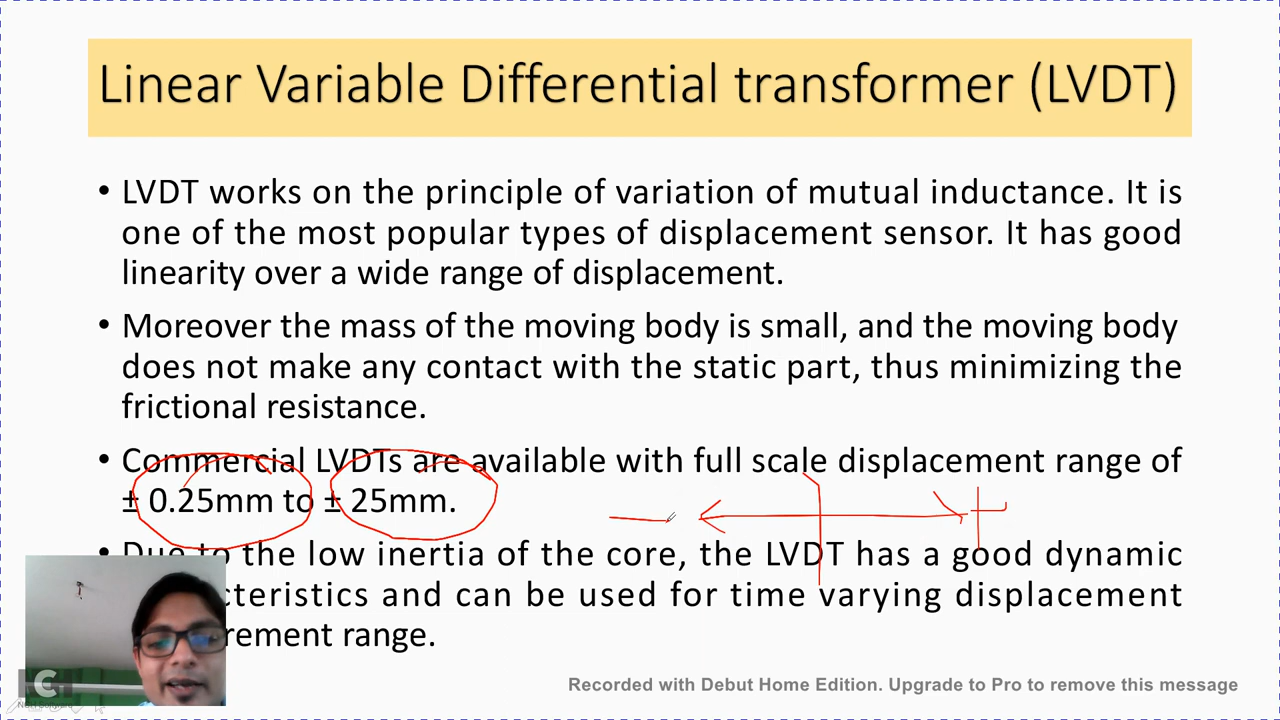 Linear Variable Differential transformer (LVDT)
• LVDT works on the principle of variation of mutual inductance. It is
one of the most popular types of displacement sensor. It has good
linearity over a wide range of displacement.
• Moreover the mass of the moving body is small, and the moving body
does not make any contact with the static part, thus minimizing the
frictional resistance.
• Commercial LVDTs are available with full scale displacement range of
± 0.25mm to ± 25mm.
• Due to the low inertia of the core, the LVDT has a good dynamic
cteristics and can be used for time varying displacement
rement range.
Recorded with Debut Home Edition. Upgrade to Pro to remove this message
NCH Software